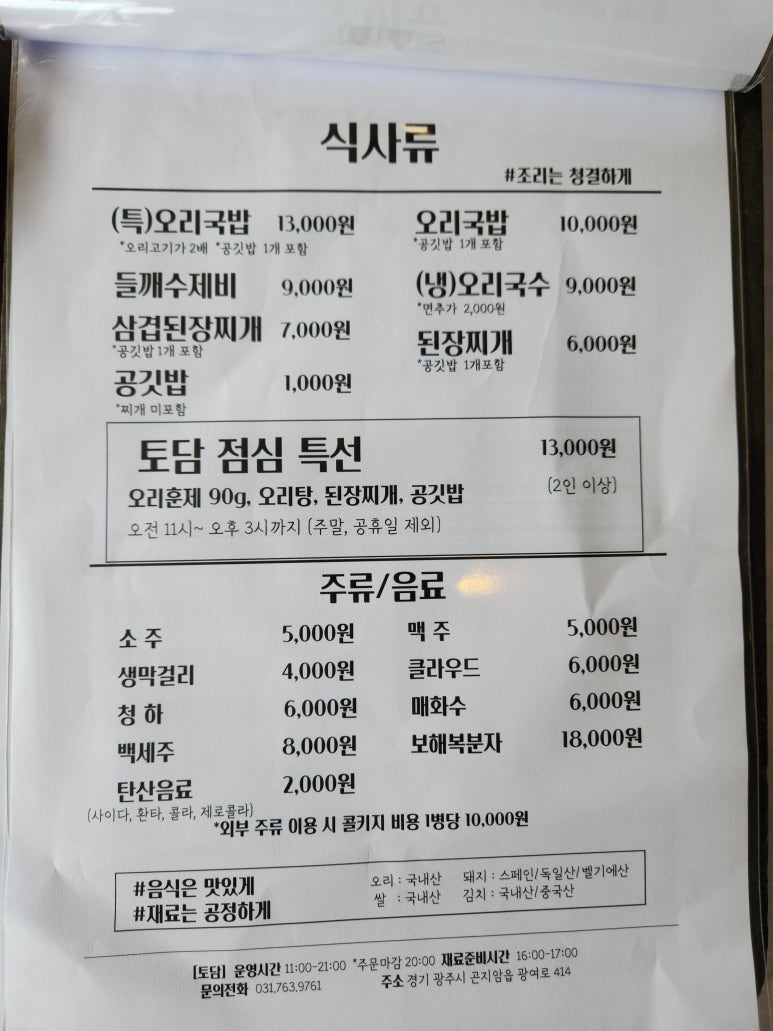 식사류
#조리는 청결하게
(특)오리국밥 13,000원 오리국밥 10,000원
*오리고기가 2배 *공깃밥 1개 포함 *공깃밥 1개 포함
들깨수제비 9,000원 (냉)오리국수 9,000원
*면추가 2,000원
삼겹된장찌개 7,000원 된장찌개 6,000원
*공깃밥1개 포함 *공깃밥 1개포함
공깃밥 1,000원
*찌개 미포함
토담 점심 특선 13,000원
오리훈제 90g, 오리탕, 된장찌개, 공깃밥 (2인 이상)
오전 11시~ 오후 3시까지 (주말, 공휴일 제외)
주류/음료
소 주 5,000원 맥 주 5,000원
생막걸리 4,000원 클라우드 6,000원
청 하 6,000원 매화수 6,000원
백세주 8,000원 보해복분자 18,000원
탄산음료 2,000원
(사이다, 환타, 콜라, 제로콜라)
*외부 주류 이용 시 콜키지 비용 1병당 10,000원
#음식은 맛있게 오리 : 국내산 돼지 : 스페인/독일산/벨기에산
#재료는 공정하게 쌀 : 국내산 김치 : 국내산/중국산
[토담] 운영시간 11:00-21:00 *주문마감 20:00 재료준비시간 16:00-17:00
문의전화 031.763.9761 주소 경기 광주시 곤지암읍 광여로 414